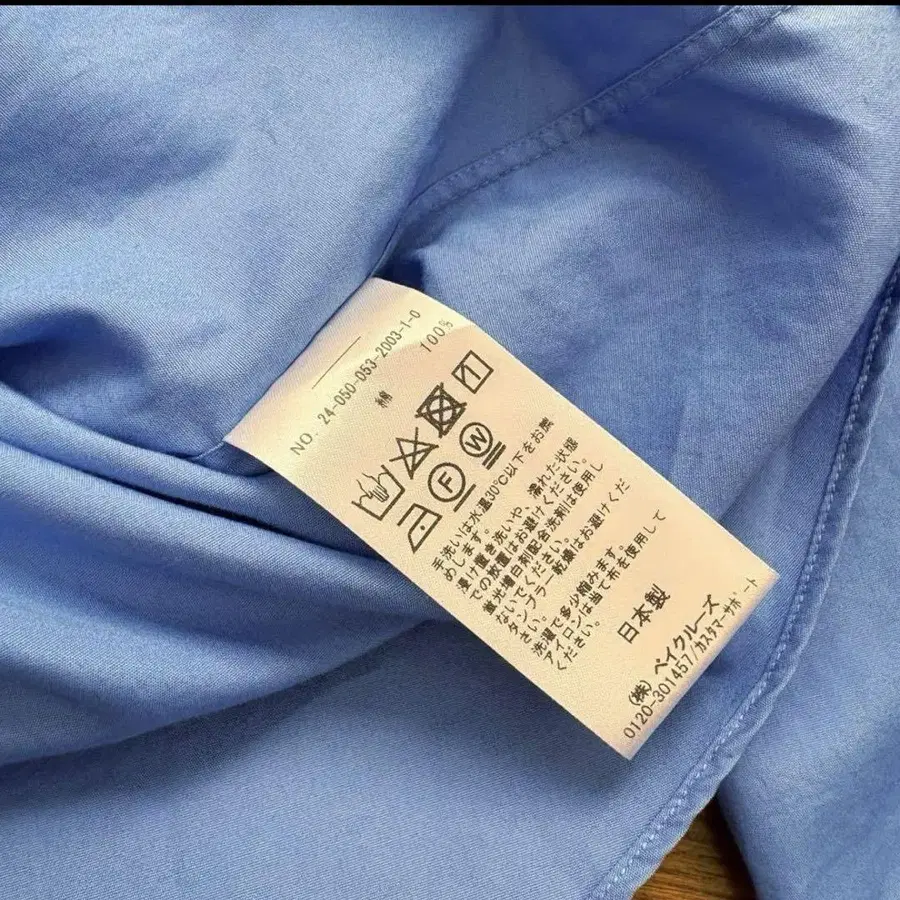 NO. 24-050-053-2003-1-0
綿 100%
F W
手洗いは水温30℃以下をお薦
めします。
漬け置き洗いや、濡れた状態
での放置はお避けください。
蛍光増白剤配合洗剤は使用し
ないでください。
タンブラー乾燥はお避けくだ
さい。
洗濯で多少縮みます。
アイロンは当て布を使用して
ください。
日本製
(株) ベイクルーズ
0120-301457/カスタマーサポート